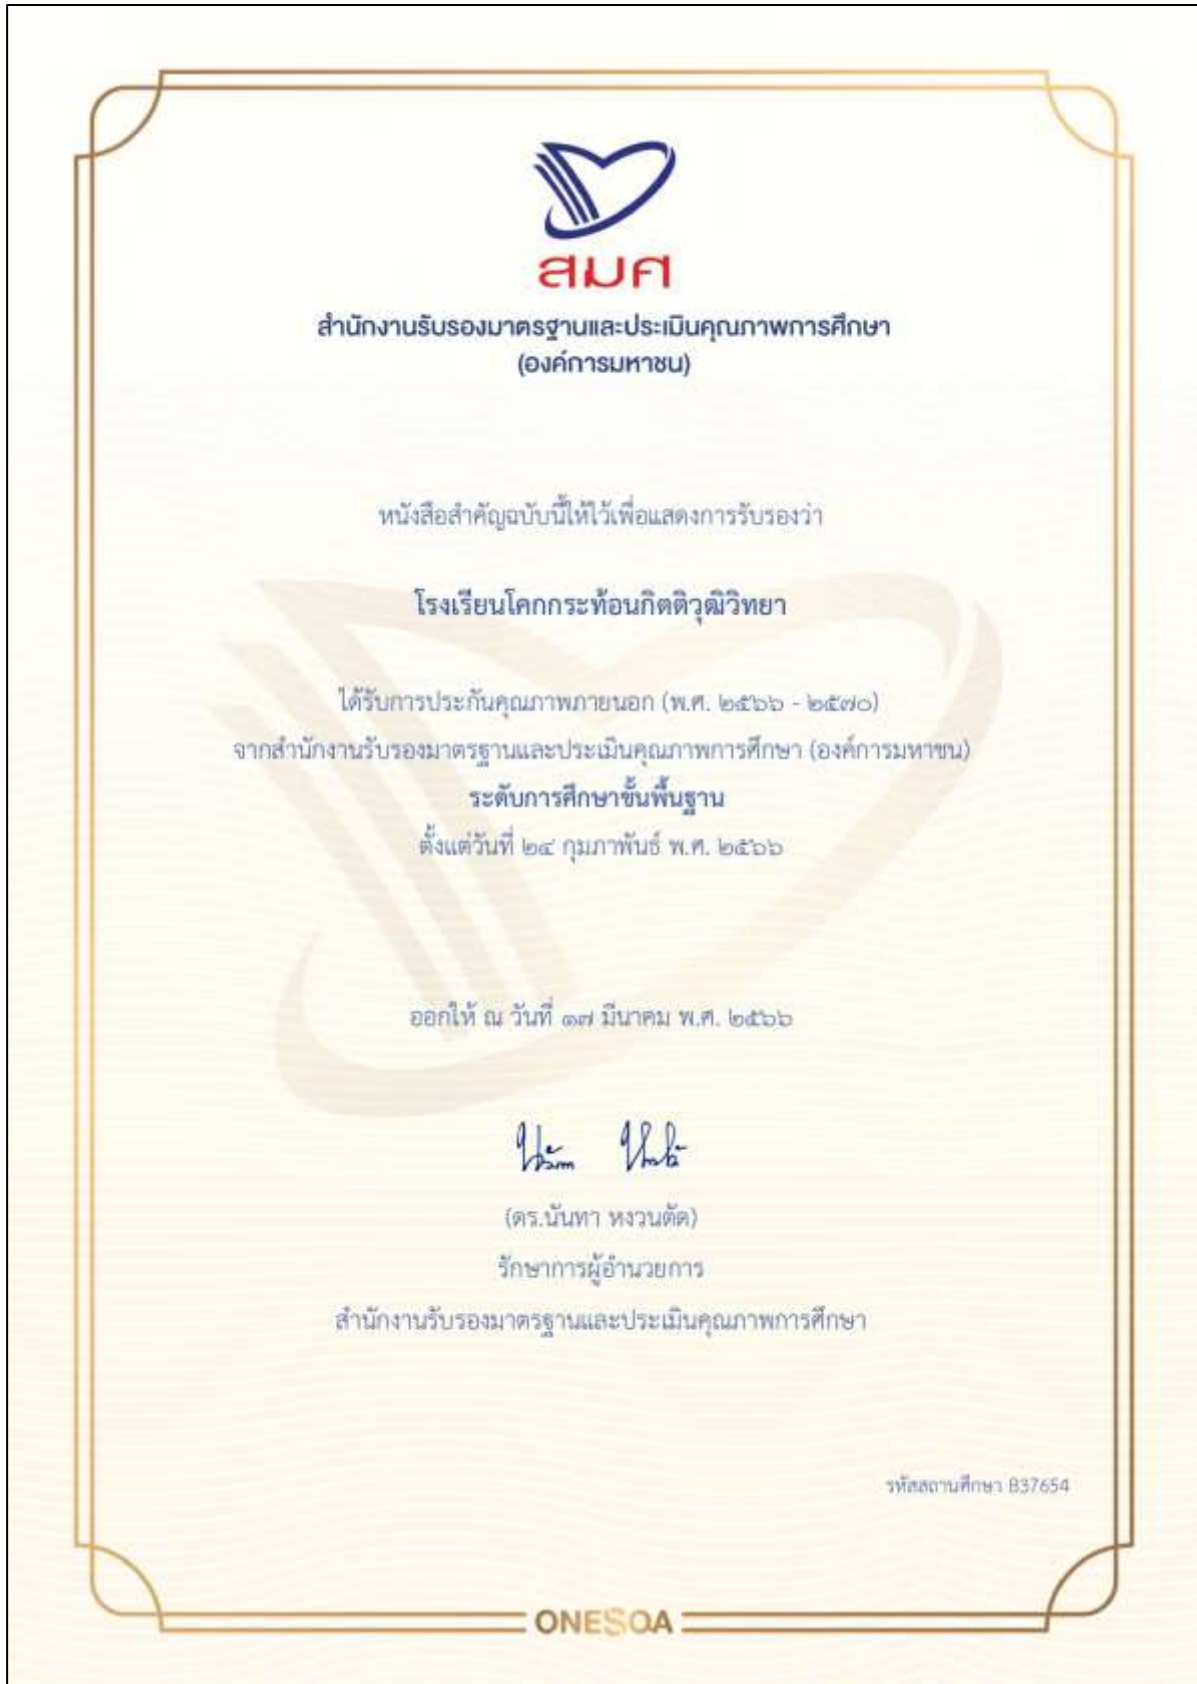 สมศ
สำนักงานรับรองมาตรฐานและประเมินคุณภาพการศึกษา
(องค์การมหาชน)
หนังสือสำคัญฉบับนี้ให้ไว้เพื่อแสดงการรับรองว่า
โรงเรียนโคกกระท้อนกิตติวุฒิวิทยา
ได้รับการประกันคุณภาพภายนอก (พ.ศ. ๒๕๖๖ - ๒๕๗๐)
จากสำนักงานรับรองมาตรฐานและประเมินคุณภาพการศึกษา (องค์การมหาชน)
ระดับการศึกษาขั้นพื้นฐาน
ตั้งแต่วันที่ ๒๔ กุมภาพันธ์ พ.ศ. ๒๕๖๖
ออกให้ ณ วันที่ ๑๗ มีนาคม พ.ศ. ๒๕๖๖
(ดร.นันทา หงวนตัด)
รักษาการผู้อำนวยการ
สำนักงานรับรองมาตรฐานและประเมินคุณภาพการศึกษา
รหัสสถานศึกษา B37654
ONESQA